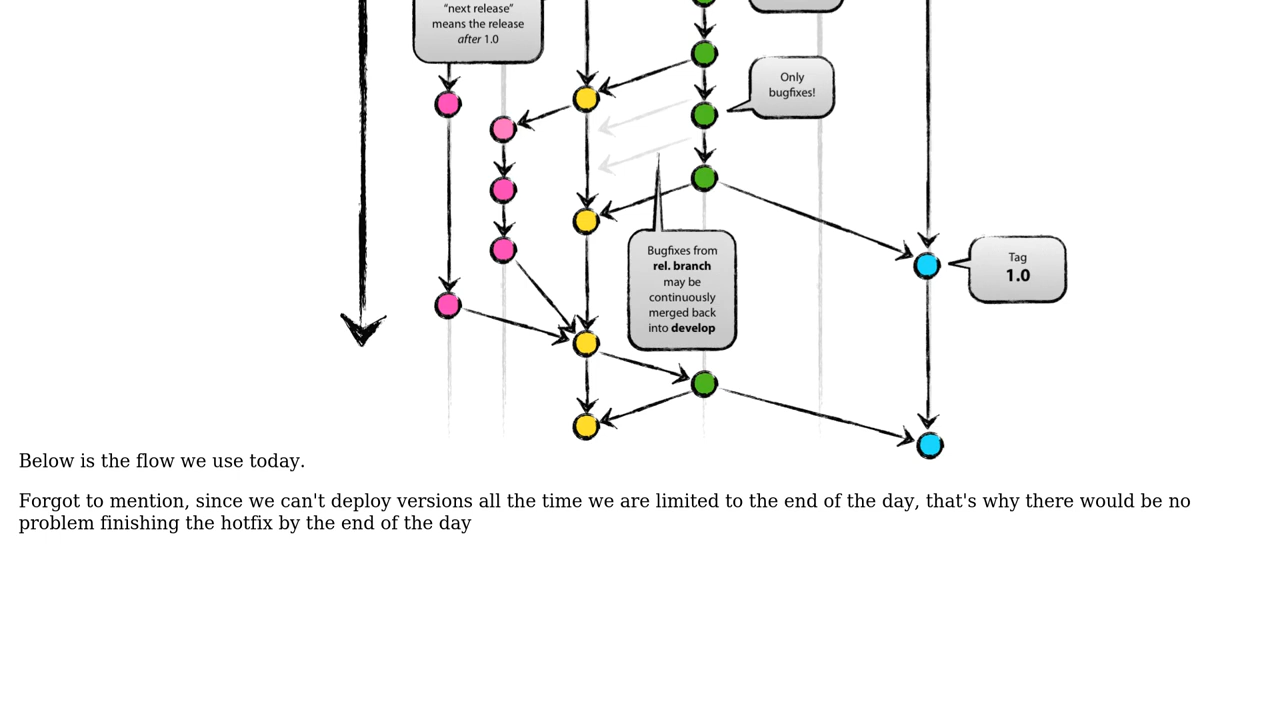 “next release”
means the release
after 1.0
Only
bugfixes!
Bugfixes from
rel. branch
may be
continuously
merged back
into develop
Tag
1.0
Below is the flow we use today.
Forgot to mention, since we can't deploy versions all the time we are limited to the end of the day, that's why there would be no
problem finishing the hotfix by the end of the day